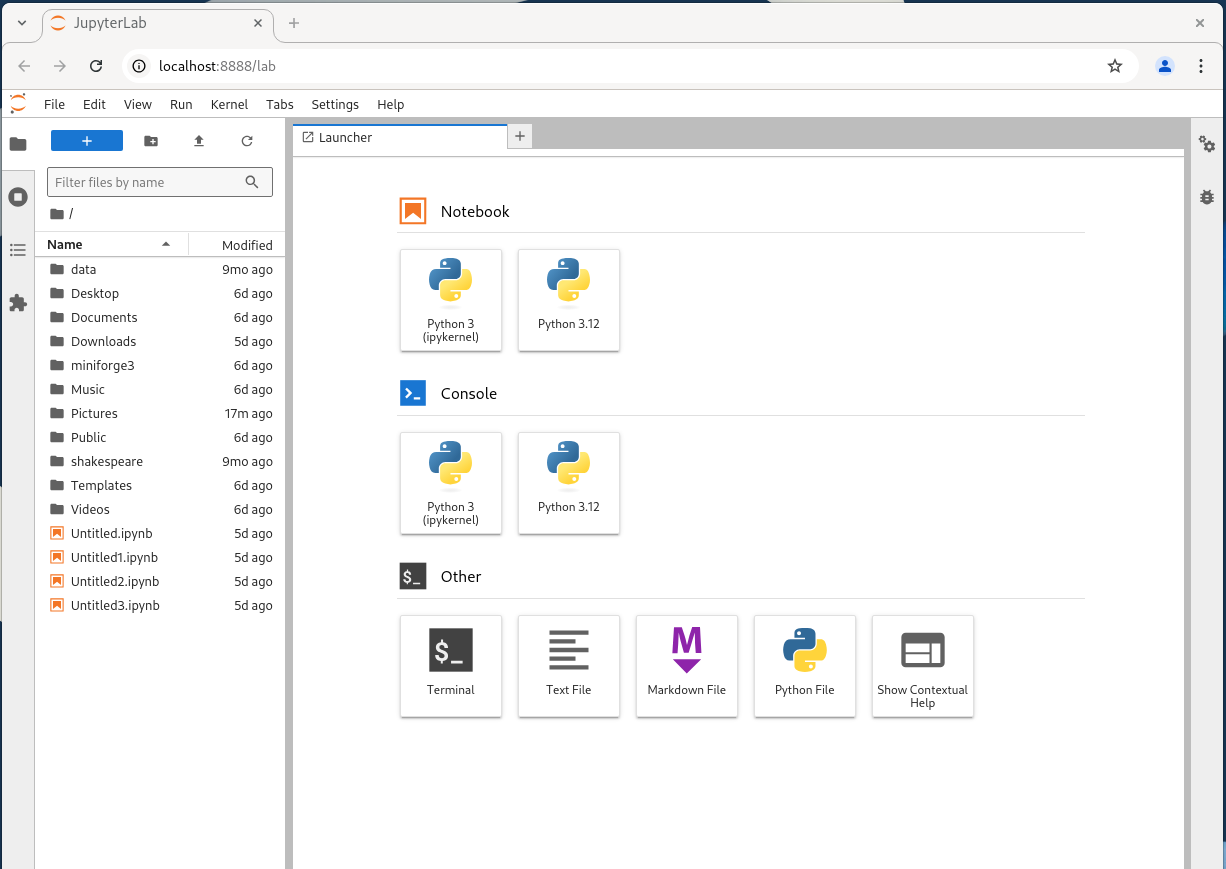 JupyterLab
localhost:8888/lab
File Edit View Run Kernel Tabs Settings Help
Launcher
Filter files by name
/
Name Modified
data 9mo ago
Desktop 6d ago
Documents 6d ago
Downloads 5d ago
miniforge3 6d ago
Music 6d ago
Pictures 17m ago
Public 6d ago
shakespeare 9mo ago
Templates 6d ago
Videos 6d ago
Untitled.ipynb 5d ago
Untitled1.ipynb 5d ago
Untitled2.ipynb 5d ago
Untitled3.ipynb 5d ago
Notebook
Python 3
(ipykernel)
Python 3.12
Console
Python 3
(ipykernel)
Python 3.12
$_ Other
$_
Terminal
Text File
M
Markdown File
Python File
Show Contextual
Help